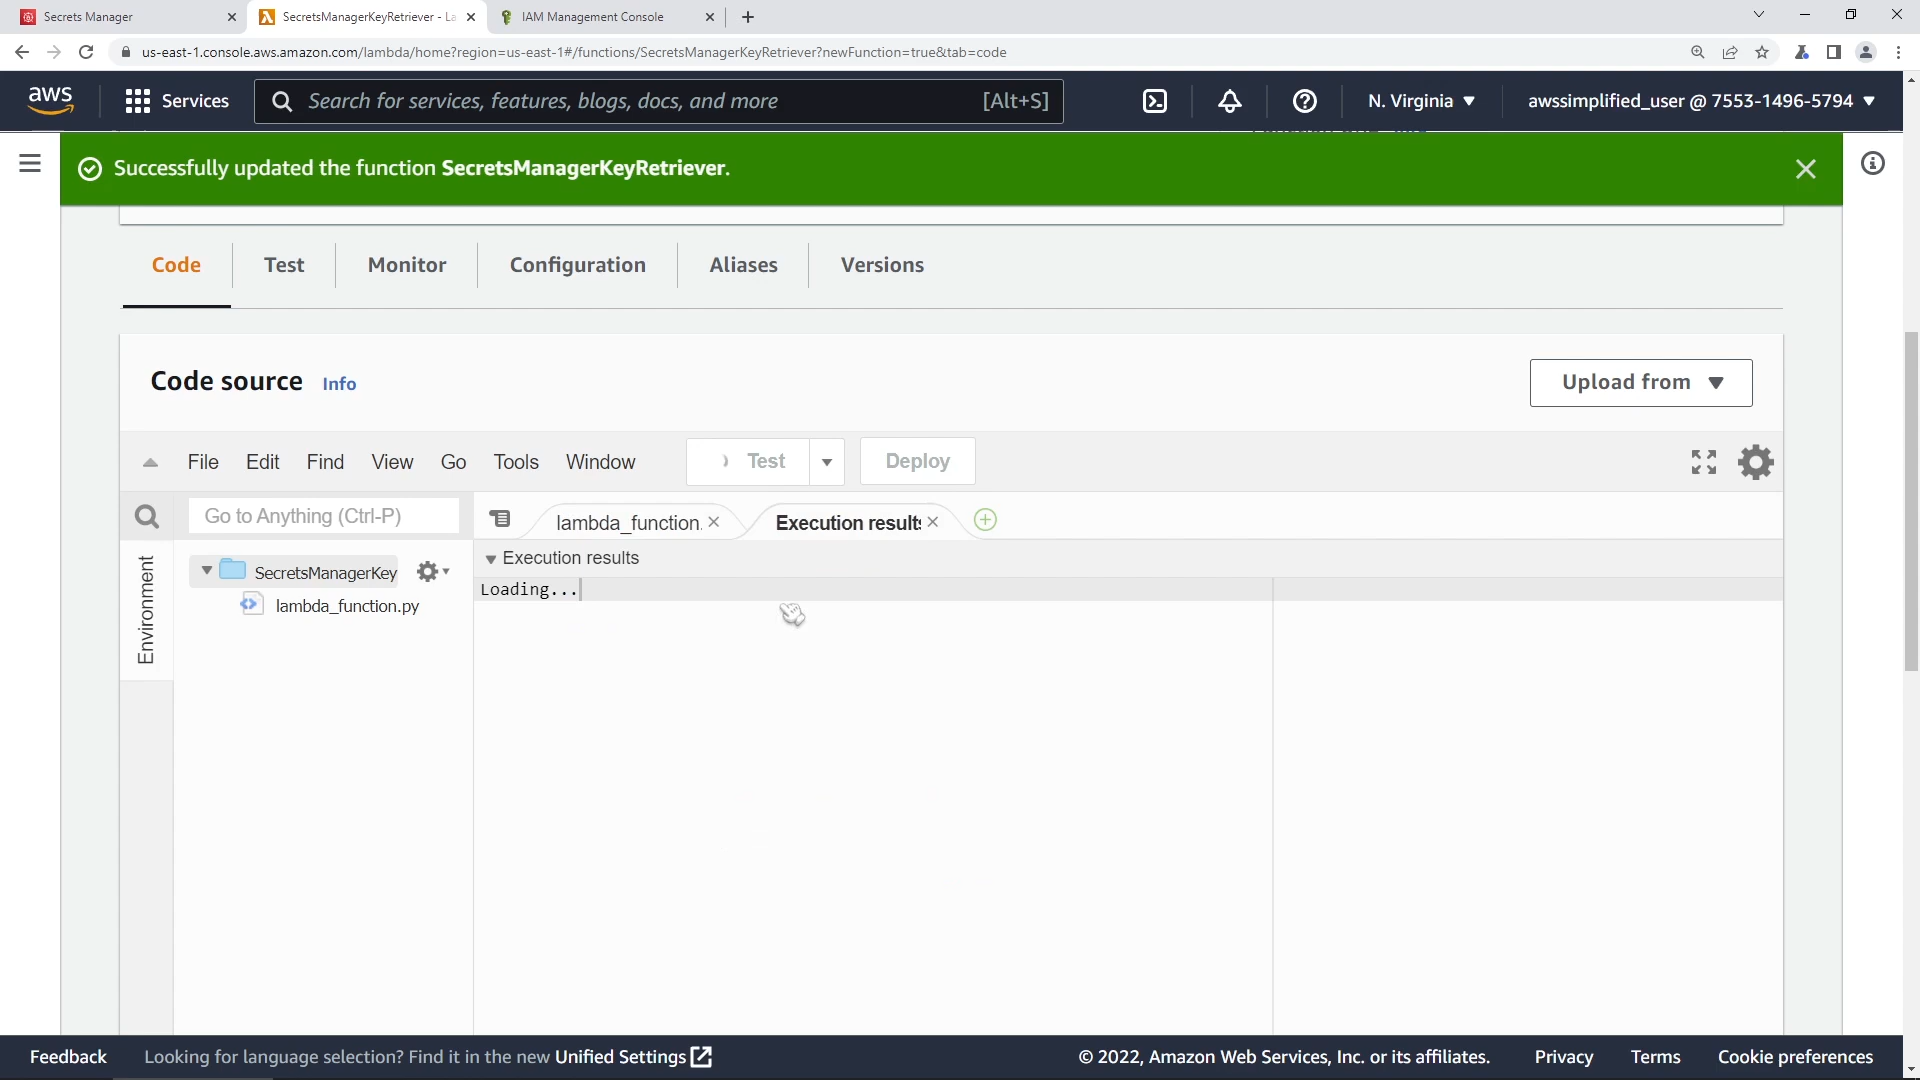 Secrets Manager
SecretsManagerKeyRetriever - La
IAM Management Console
us-east-1.console.aws.amazon.com/lambda/home?region=us-east-1#/functions/SecretsManagerKeyRetriever?newFunction=true&tab=code
aws
Services
Search for services, features, blogs, docs, and more
[Alt+S]
N. Virginia
awssimplified_user @ 7553-1496-5794
Successfully updated the function SecretsManagerKeyRetriever.
Code
Test
Monitor
Configuration
Aliases
Versions
Code source
Info
Upload from
File
Edit
Find
View
Go
Tools
Window
Test
Deploy
Go to Anything (Ctrl-P)
lambda_function.
Execution results
Environment
SecretsManagerKey
lambda_function.py
Execution results
Loading...
Feedback
Looking for language selection? Find it in the new Unified Settings
© 2022, Amazon Web Services, Inc. or its affiliates.
Privacy
Terms
Cookie preferences